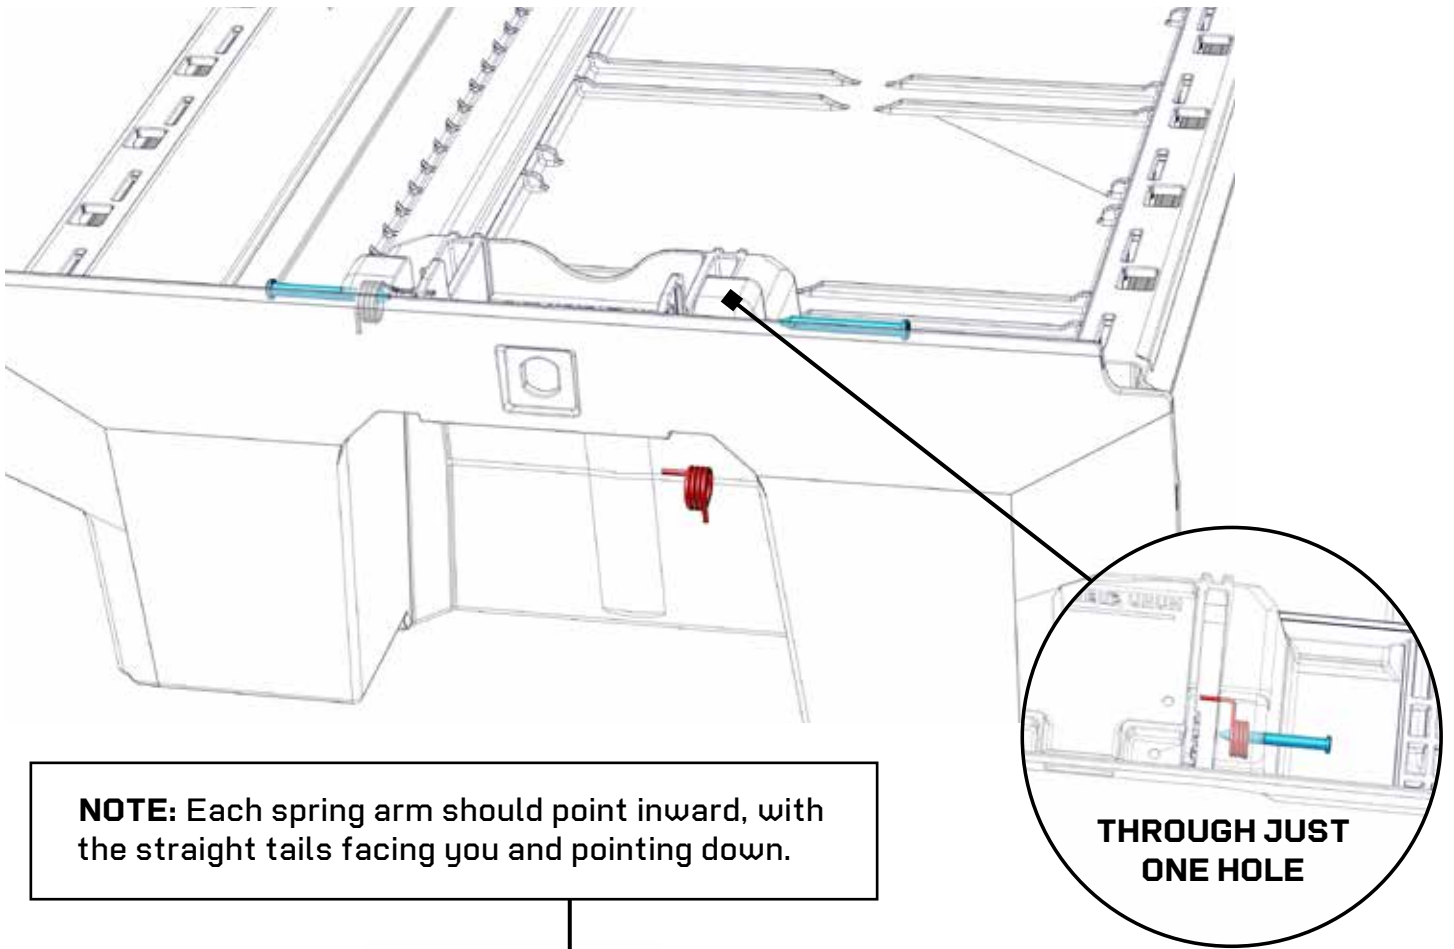 NOTE: Each spring arm should point inward, with
the straight tails facing you and pointing down.
THROUGH JUST
ONE HOLE